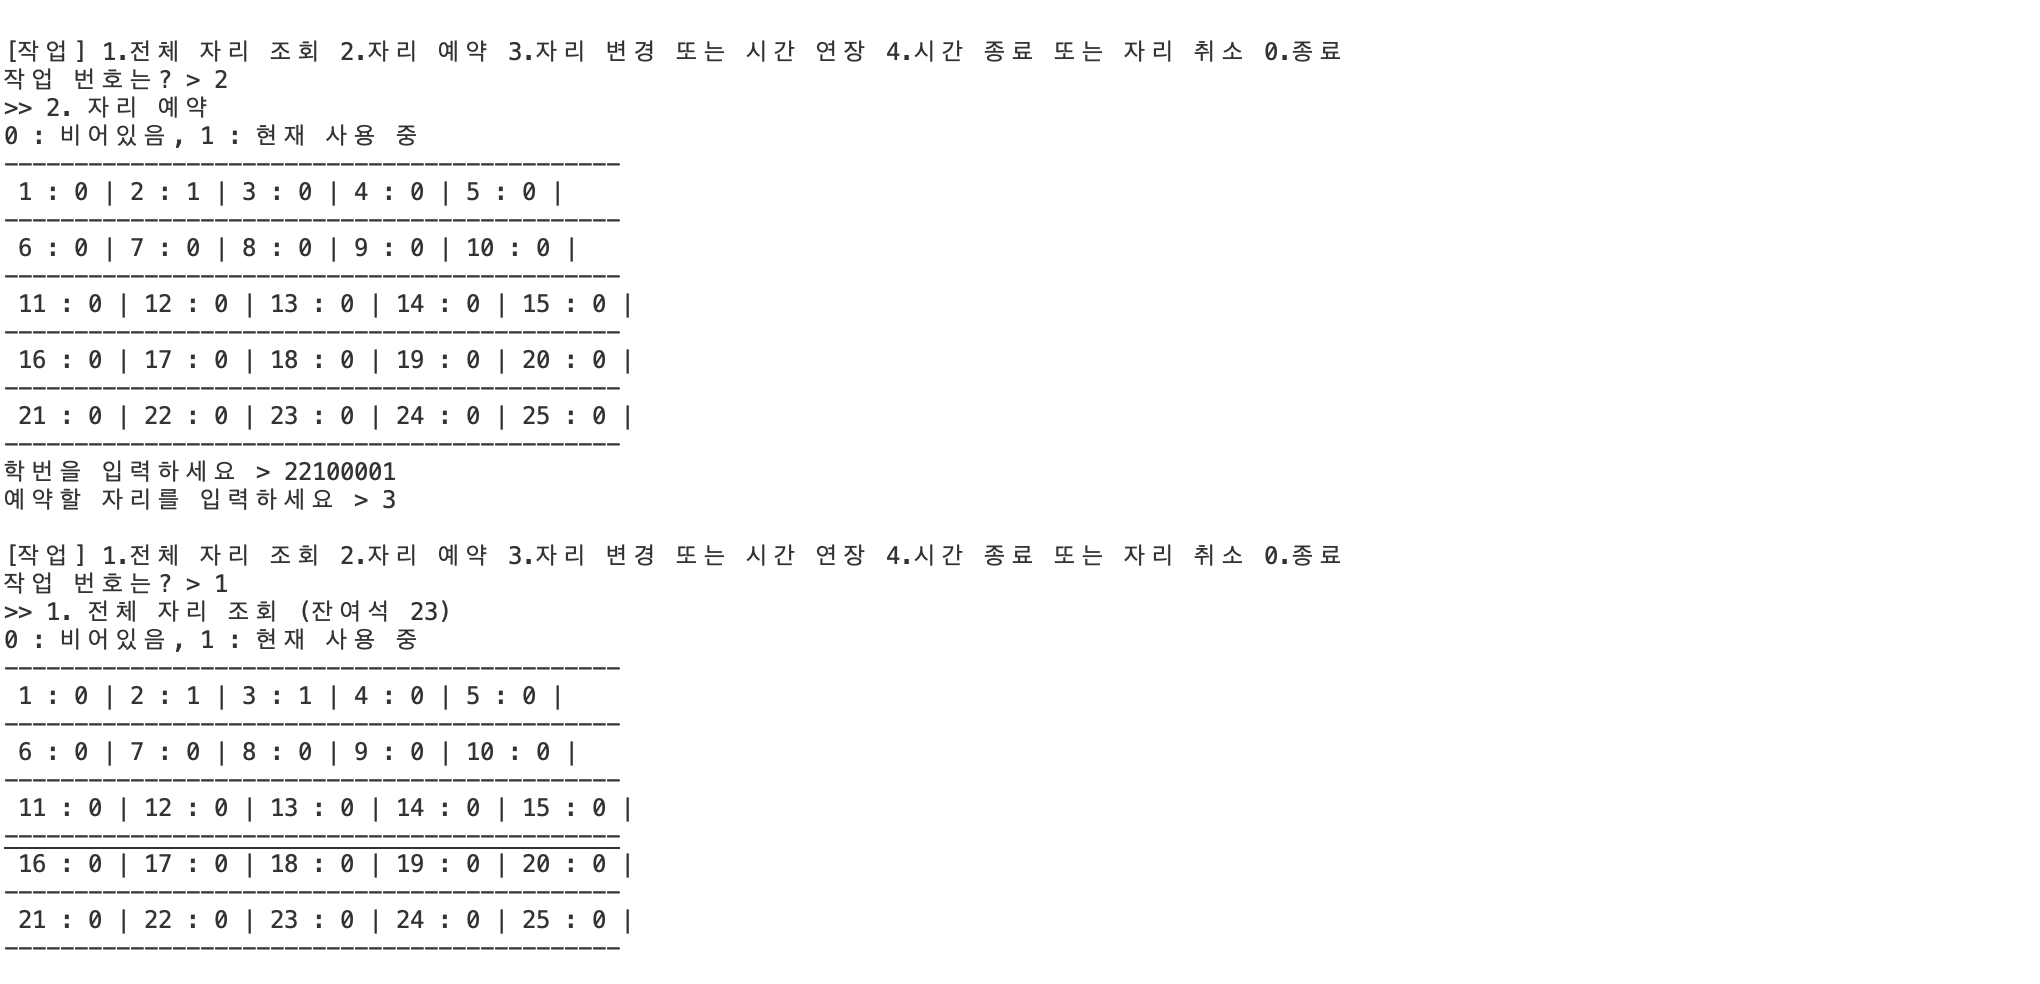 [작업] 1.전체 자리 조회 2.자리 예약 3.자리 변경 또는 시간 연장 4.시간 종료 또는 자리 취소 0.종료
작업 번호는? > 2
>> 2. 자리 예약
0 : 비어있음, 1 : 현재 사용 중
--------------------------------------------
 1 : 0 | 2 : 1 | 3 : 0 | 4 : 0 | 5 : 0 |
--------------------------------------------
 6 : 0 | 7 : 0 | 8 : 0 | 9 : 0 | 10 : 0 |
--------------------------------------------
 11 : 0 | 12 : 0 | 13 : 0 | 14 : 0 | 15 : 0 |
--------------------------------------------
 16 : 0 | 17 : 0 | 18 : 0 | 19 : 0 | 20 : 0 |
--------------------------------------------
 21 : 0 | 22 : 0 | 23 : 0 | 24 : 0 | 25 : 0 |
--------------------------------------------
학번을 입력하세요 > 22100001
예약할 자리를 입력하세요 > 3
[작업] 1.전체 자리 조회 2.자리 예약 3.자리 변경 또는 시간 연장 4.시간 종료 또는 자리 취소 0.종료
작업 번호는? > 1
>> 1. 전체 자리 조회 (잔여석 23)
0 : 비어있음, 1 : 현재 사용 중
--------------------------------------------
 1 : 0 | 2 : 1 | 3 : 1 | 4 : 0 | 5 : 0 |
--------------------------------------------
 6 : 0 | 7 : 0 | 8 : 0 | 9 : 0 | 10 : 0 |
--------------------------------------------
 11 : 0 | 12 : 0 | 13 : 0 | 14 : 0 | 15 : 0 |
--------------------------------------------
 16 : 0 | 17 : 0 | 18 : 0 | 19 : 0 | 20 : 0 |
--------------------------------------------
 21 : 0 | 22 : 0 | 23 : 0 | 24 : 0 | 25 : 0 |
--------------------------------------------